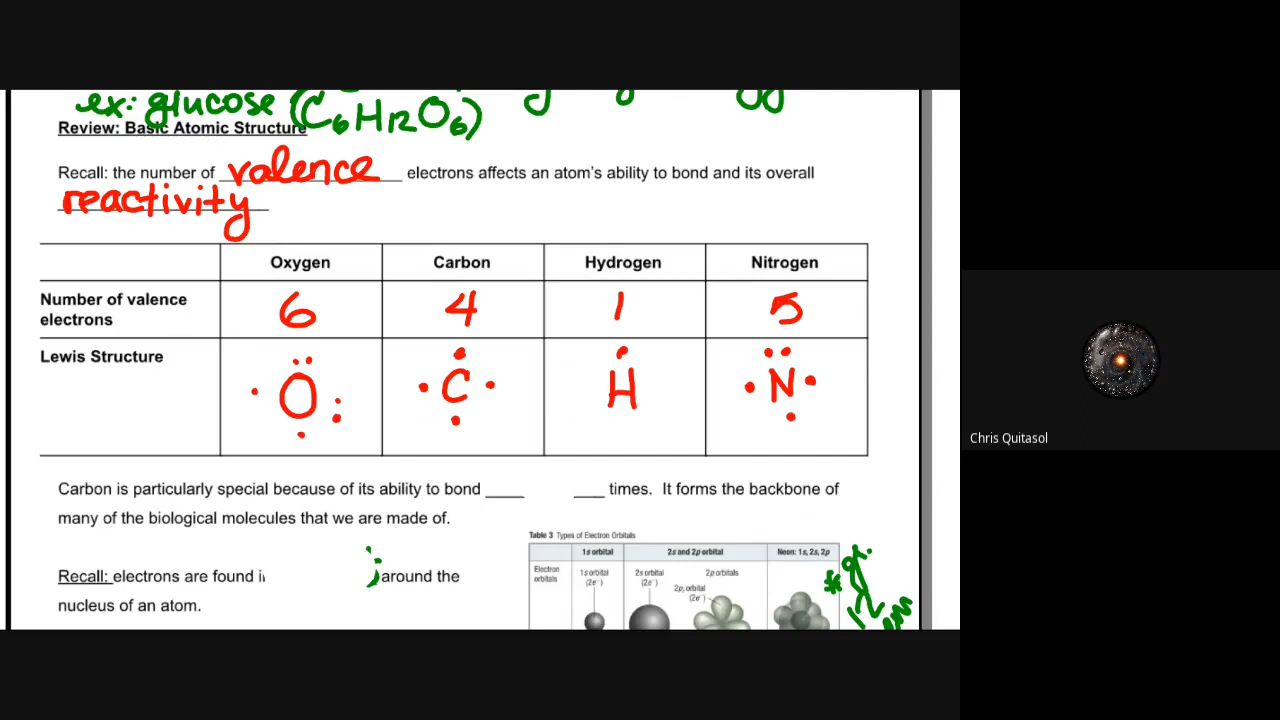 ex: glucose (C6H12O6)
Review: Basic Atomic Structure
Recall: the number of valence electrons affects an atom's ability to bond and its overall
reactivity
Oxygen Carbon Hydrogen Nitrogen
Number of valence
electrons 6 4 1 5
Lewis Structure O C H N
Carbon is particularly special because of its ability to bond ____ ___ times. It forms the backbone of
many of the biological molecules that we are made of.
Table 3 Types of Electron Orbitals
1s orbital 2s and 2p orbital Neon: 1s, 2s, 2p
Recall: electrons are found around the
nucleus of an atom.
Electron
orbitals
1s orbital
(2e⁻)
2s orbital
(2e⁻)
2p orbitals
2p, orbital
(2e⁻)
Chris Quitasol